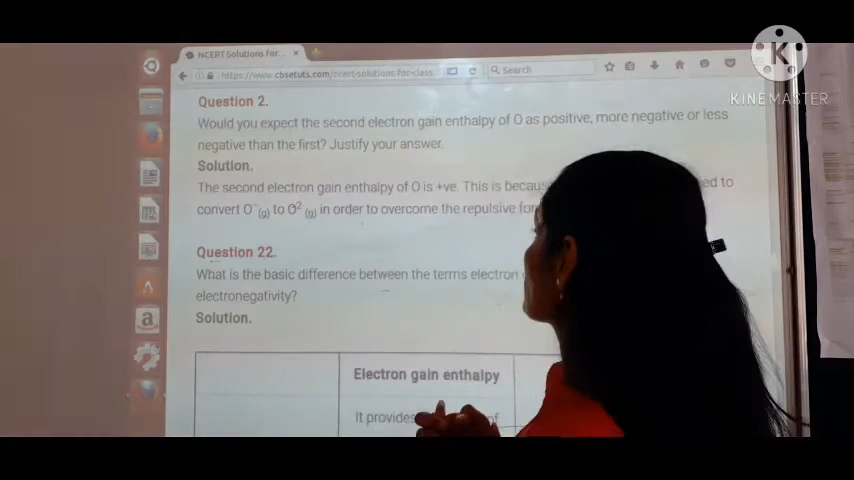 NCERT Solutions for...
https://www.cbsetuts.com/ncert-solutions-for-class
Search
K
KINEMASTER
Question 2.
Would you expect the second electron gain enthalpy of O as positive, more negative or less
negative than the first? Justify your answer.
Solution.
The second electron gain enthalpy of O is +ve. This is to
convert O⁻(g) to O²(g) in order to overcome the repulsive
Question 22.
What is the basic difference between the terms electron
electronegativity?
Solution.
Electron gain enthalpy
It provides of
a